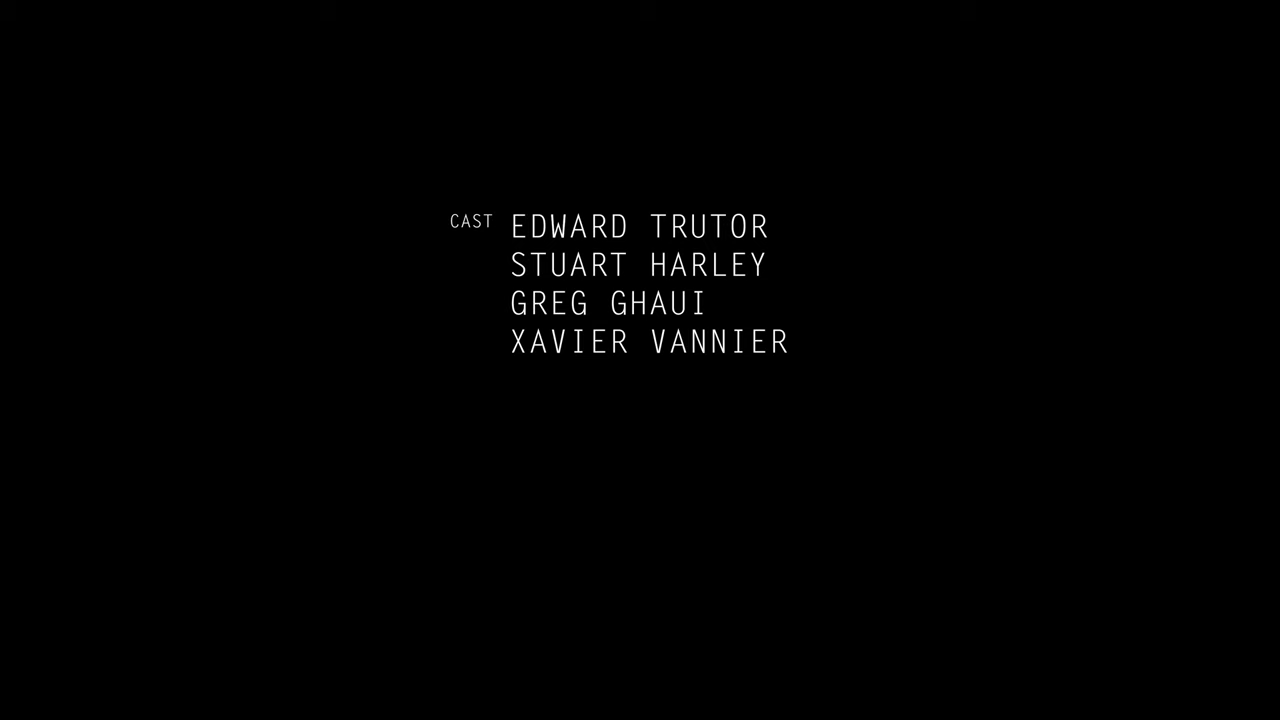 CAST EDWARD TRUTOR
STUART HARLEY
GREG GHAUI
XAVIER VANNIER